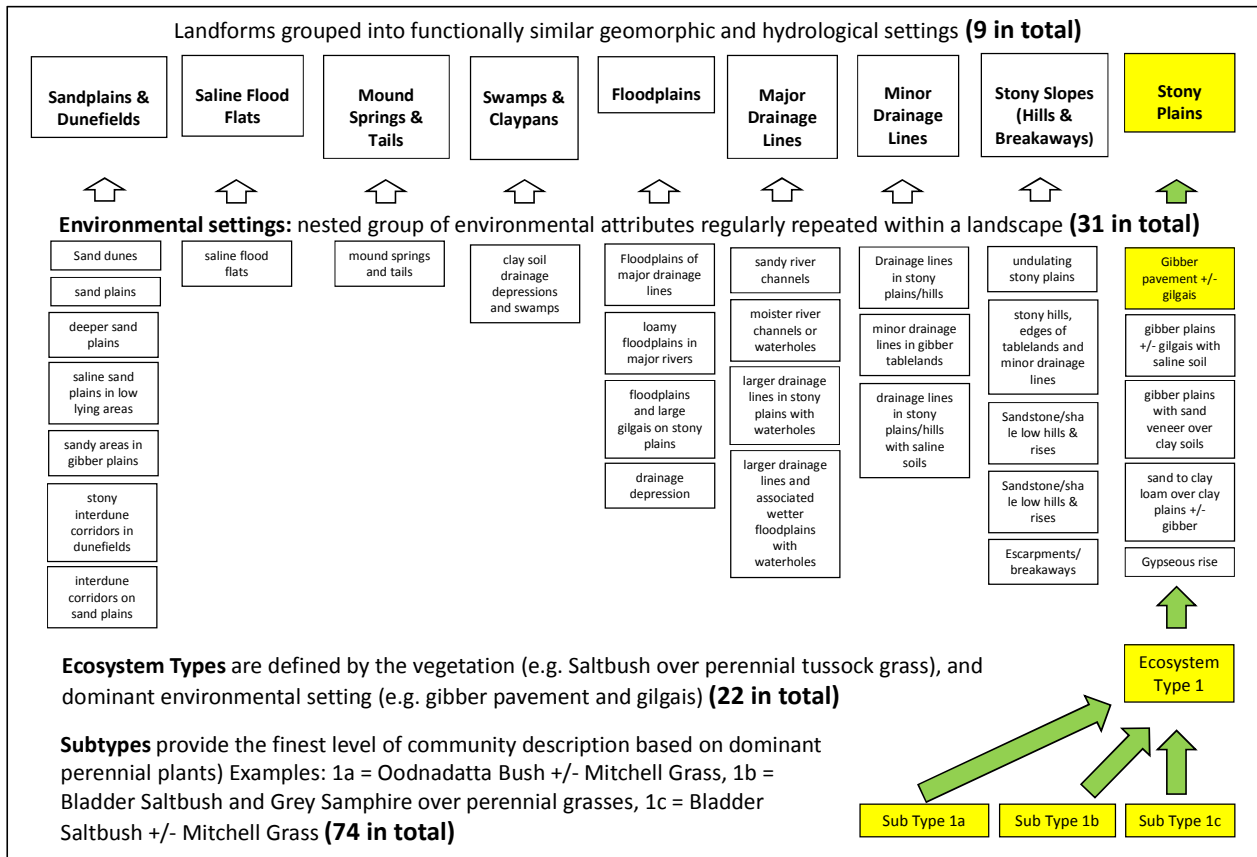 Landforms grouped into functionally similar geomorphic and hydrological settings (9 in total)
Sandplains &
Dunefields
Saline Flood
Flats
Mound
Springs &
Tails
Swamps &
Claypans
Floodplains
Major
Drainage
Lines
Minor
Drainage
Lines
Stony Slopes
(Hills &
Breakaways)
Stony
Plains
Environmental settings: nested group of environmental attributes regularly repeated within a landscape (31 in total)
Sand dunes
sand plains
deeper sand
plains
saline sand
plains in low
lying areas
sandy areas in
gibber plains
stony
interdune
corridors in
dunefields
interdune
corridors on
sand plains
saline flood
flats
mound springs
and tails
clay soil
drainage
depressions
and swamps
Floodplains of
major drainage
lines
loamy
floodplains in
major rivers
floodplains
and large
gilgais on stony
plains
drainage
depression
sandy river
channels
moister river
channels or
waterholes
larger drainage
lines in stony
plains with
waterholes
larger drainage
lines and
associated
wetter
floodplains
with
waterholes
Drainage lines
in stony
plains/hills
minor drainage
lines in gibber
tablelands
drainage lines
in stony
plains/hills
with saline
soils
undulating
stony plains
stony hills,
edges of
tablelands and
minor drainage
lines
Sandstone/sha
le low hills &
rises
Sandstone/sha
le low hills &
rises
Escarpments/
breakaways
Gibber
pavement +/-
gilgais
gibber plains
+/- gilgais with
saline soil
gibber plains
with sand
veneer over
clay soils
sand to clay
loam over clay
plains +/-
gibber
Gypseous rise
Ecosystem Types are defined by the vegetation (e.g. Saltbush over perennial tussock grass), and
dominant environmental setting (e.g. gibber pavement and gilgais) (22 in total)
Ecosystem
Type 1
Subtypes provide the finest level of community description based on dominant
perennial plants) Examples: 1a = Oodnadatta Bush +/- Mitchell Grass, 1b =
Bladder Saltbush and Grey Samphire over perennial grasses, 1c = Bladder
Saltbush +/- Mitchell Grass (74 in total)
Sub Type 1a
Sub Type 1b
Sub Type 1c